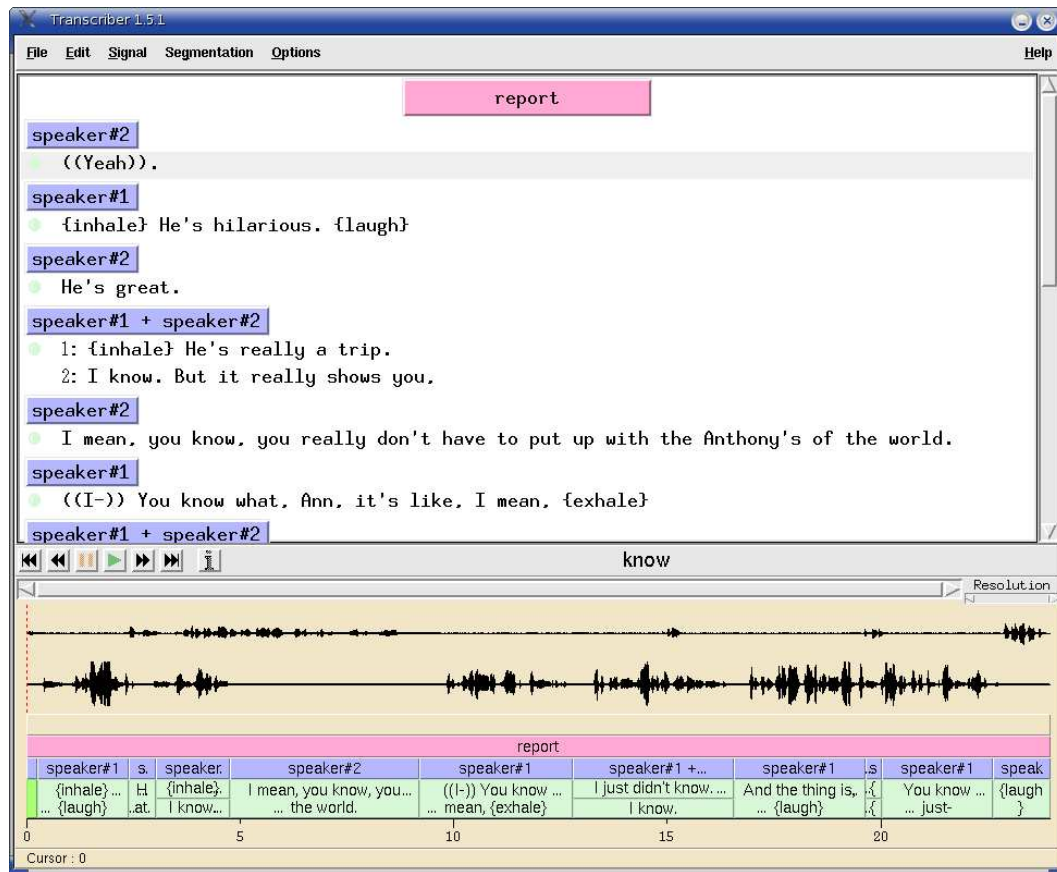 Transcriber 1.5.1
File Edit Signal Segmentation Options Help
report
speaker#2
((Yeah)).
speaker#1
{inhale} He's hilarious. {laugh}
speaker#2
He's great.
speaker#1 + speaker#2
1: {inhale} He's really a trip.
2: I know. But it really shows you,
speaker#2
I mean, you know, you really don't have to put up with the Anthony's of the world.
speaker#1
((I-)) You know what, Ann, it's like, I mean, {exhale}
speaker#1 + speaker#2
i know
Resolution
report
speaker#1 s. speaker. speaker#2 speaker#1 speaker#1 +... speaker#1 .s speaker#1 speak
{inhale} ... H. {inhale}. I mean, you know, you... ((I-)) You know ... I just didn't know. ... And the thing is, .{ You know ... {laugh
... {laugh} .at. I know... ... the world. ... mean, {exhale} I know. ... {laugh} .{ ... just- }
0 5 10 15 20
Cursor : 0